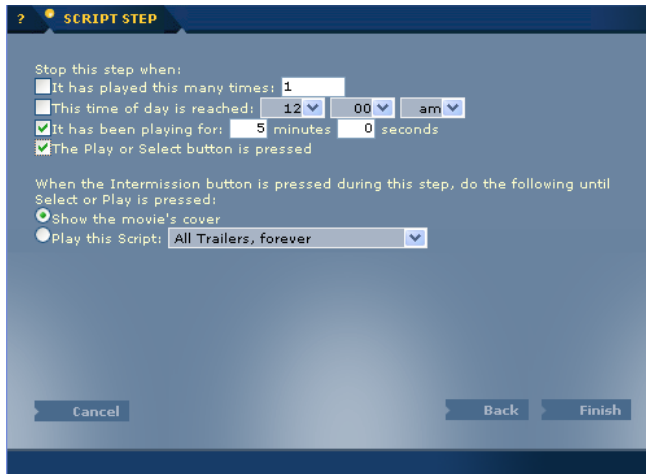 ? SCRIPT STEP
Stop this step when:
It has played this many times: 1
This time of day is reached: 12 00 am
It has been playing for: 5 minutes 0 seconds
The Play or Select button is pressed
When the Intermission button is pressed during this step, do the following until
Select or Play is pressed:
Show the movie's cover
Play this Script: All Trailers, forever
Cancel Back Finish